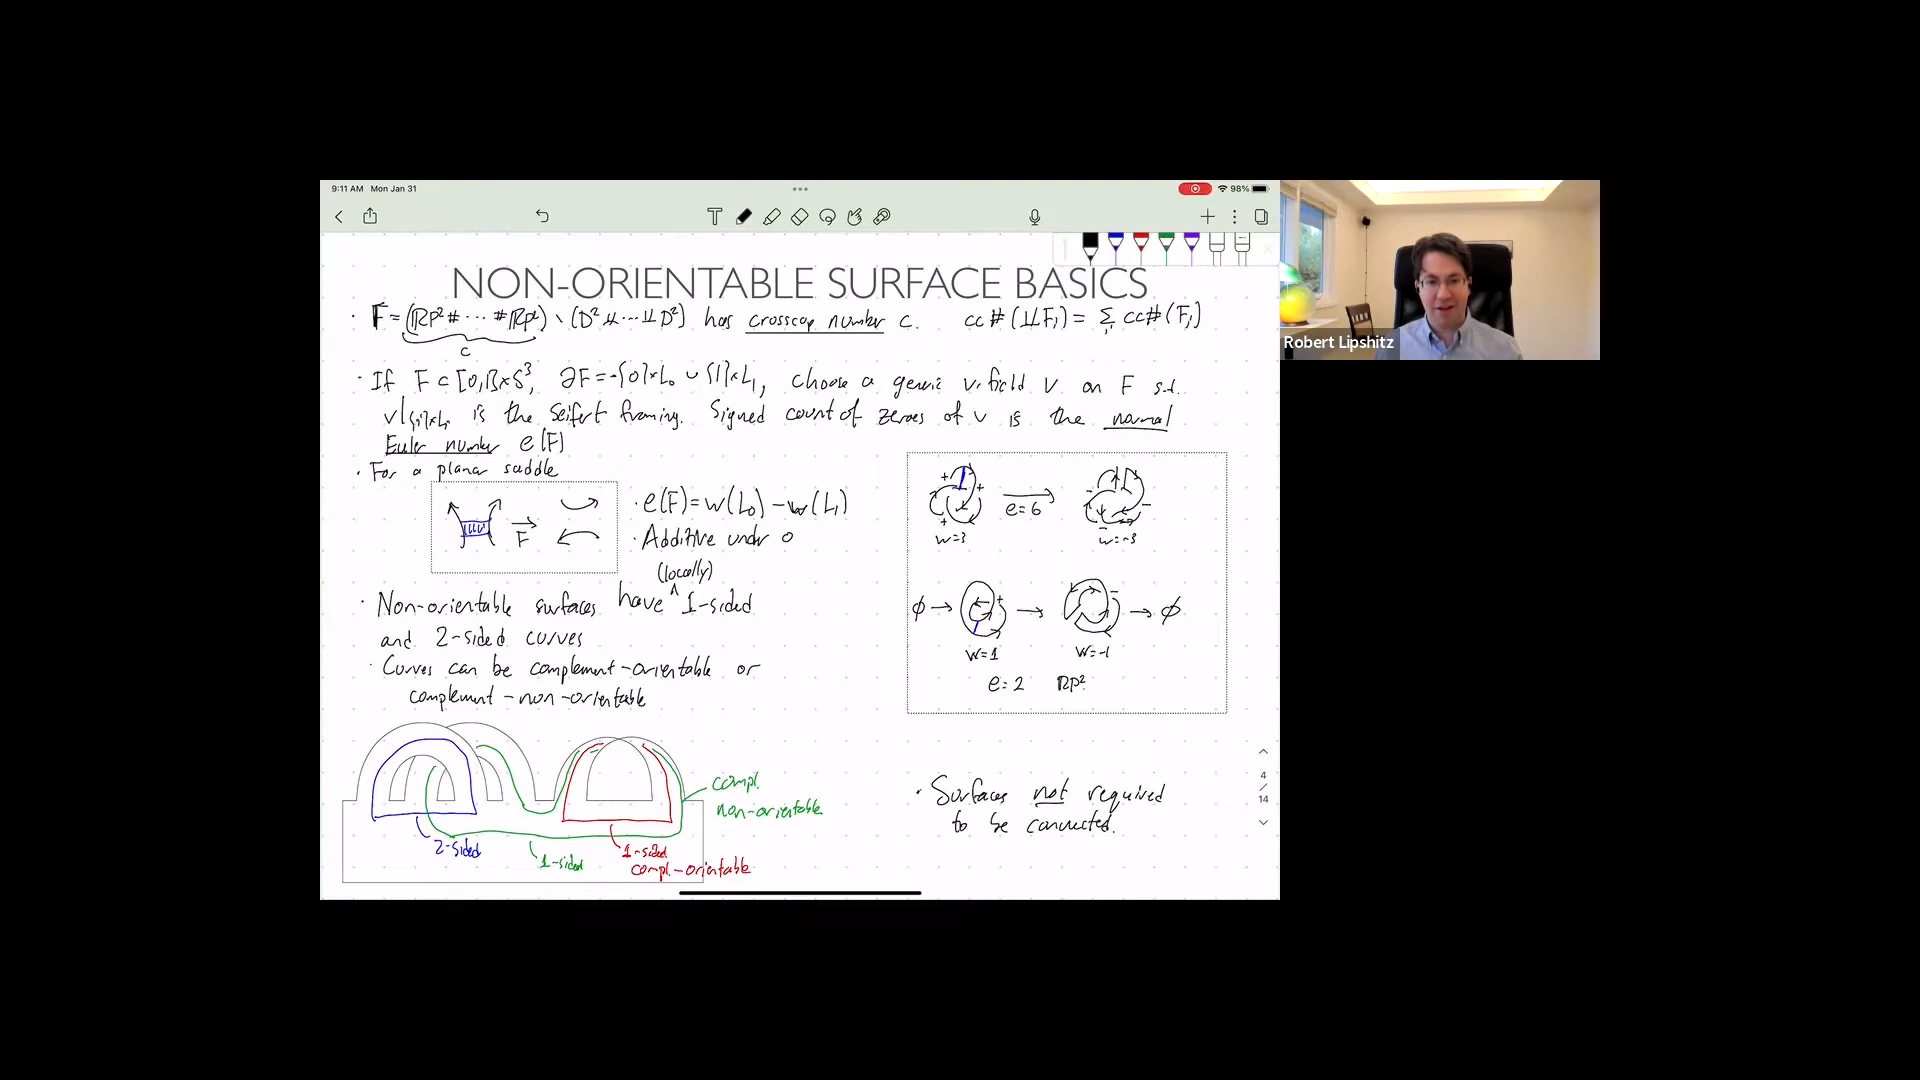 9:11 AM Mon Jan 31
98%
NON-ORIENTABLE SURFACE BASICS
· F = (RP² # ··· # RP²) \ (D² ⨿ ··· ⨿ D²) has crosscap number c. cc#(⨿Fᵢ) = Σᵢ cc#(Fᵢ)
c
· If F ⊂ [0,1]×S³, ∂F = -{0}×L₀ ∪ {1}×L₁, choose a generic v. field v on F s.t.
v|{i}×Lᵢ is the Seifert framing. Signed count of zeroes of v is the normal
Euler number e(F)
· For a planar saddle
F
· e(F) = w(L₀) - w(L₁)
· Additive under o
(locally)
· Non-orientable surfaces have ^ 1-sided
and 2-sided curves
· Curves can be complement-orientable or
complement-non-orientable
+ + +
e=6
- - -
w=3
w=-3
∅ → + → - → ∅
w=1
w=-1
e=2 RP²
compl.
non-orientable
2-sided
1-sided
1-sided
compl-orientable
· Surfaces not required
to be connected.
4
/
14
Robert Lipshitz